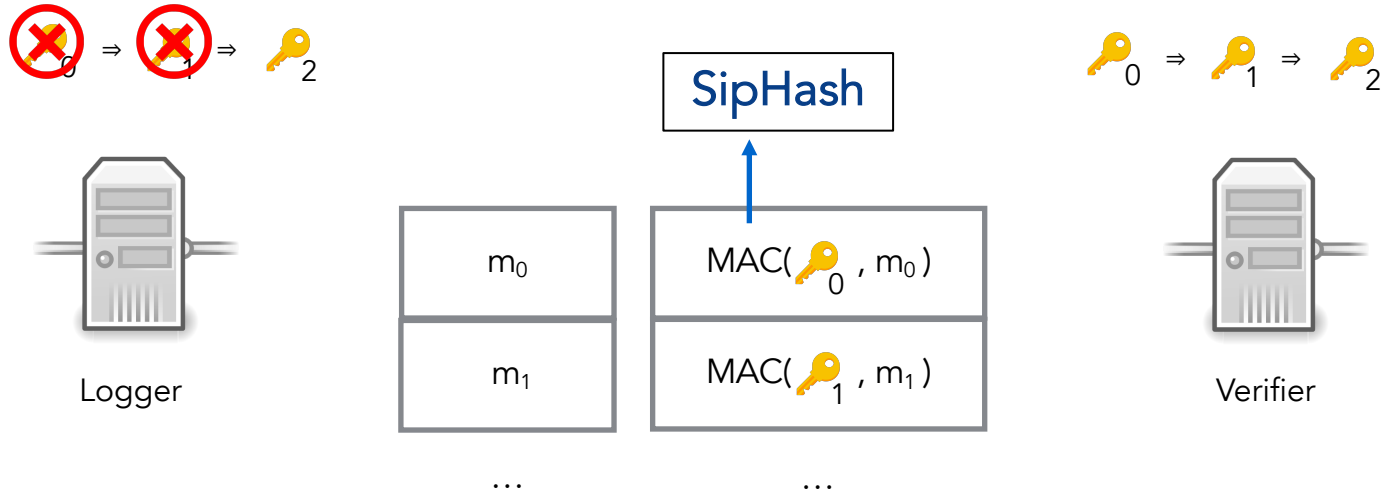 0 ⇒ 1 ⇒ 2
0 ⇒ 1 ⇒ 2
SipHash
m₀ MAC( 0 , m₀ )
m₁ MAC( 1 , m₁ )
Logger
Verifier
... ...